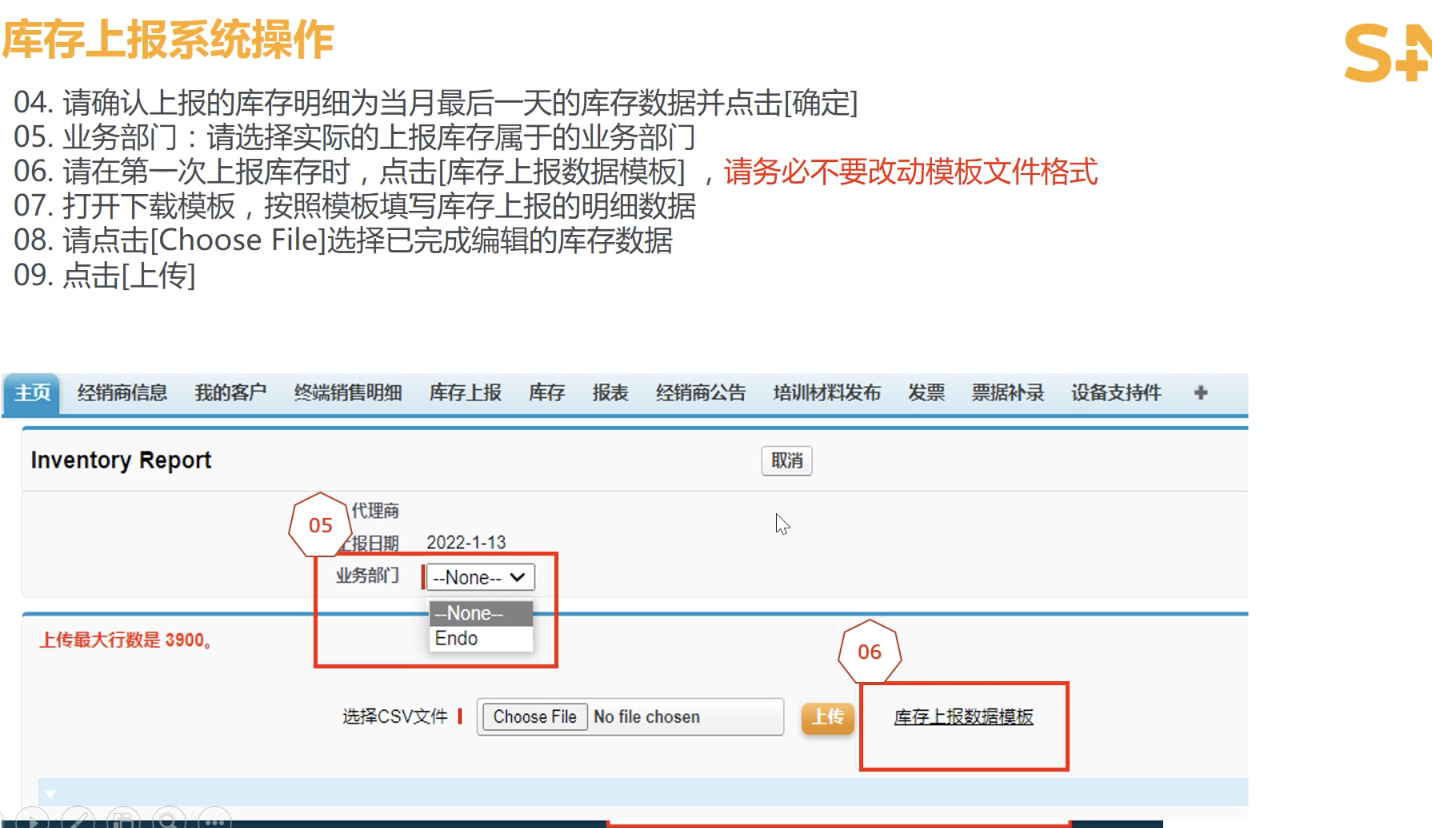 库存上报系统操作
04. 请确认上报的库存明细为当月最后一天的库存数据并点击[确定]
05. 业务部门：请选择实际的上报库存属于的业务部门
06. 请在第一次上报库存时，点击[库存上报数据模板] ，请务必不要改动模板文件格式
07. 打开下载模板，按照模板填写库存上报的明细数据
08. 请点击[Choose File]选择已完成编辑的库存数据
09. 点击[上传]
主页 经销商信息 我的客户 终端销售明细 库存上报 库存 报表 经销商公告 培训材料发布 发票 票据补录 设备支持件 +
Inventory Report 取消
代理商
05
上报日期 2022-1-13
业务部门 --None--
--None--
Endo
上传最大行数是 3900。
06
选择CSV文件 Choose File No file chosen 上传 库存上报数据模板